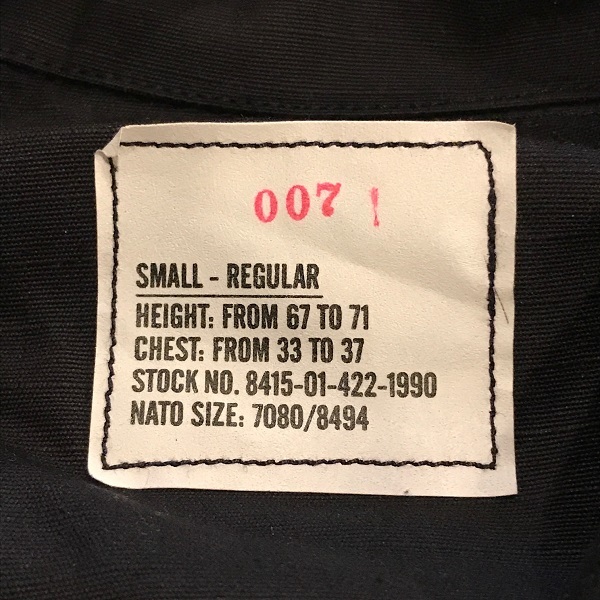 007 !
SMALL - REGULAR
HEIGHT: FROM 67 TO 71
CHEST: FROM 33 TO 37
STOCK NO. 8415-01-422-1990
NATO SIZE: 7080/8494